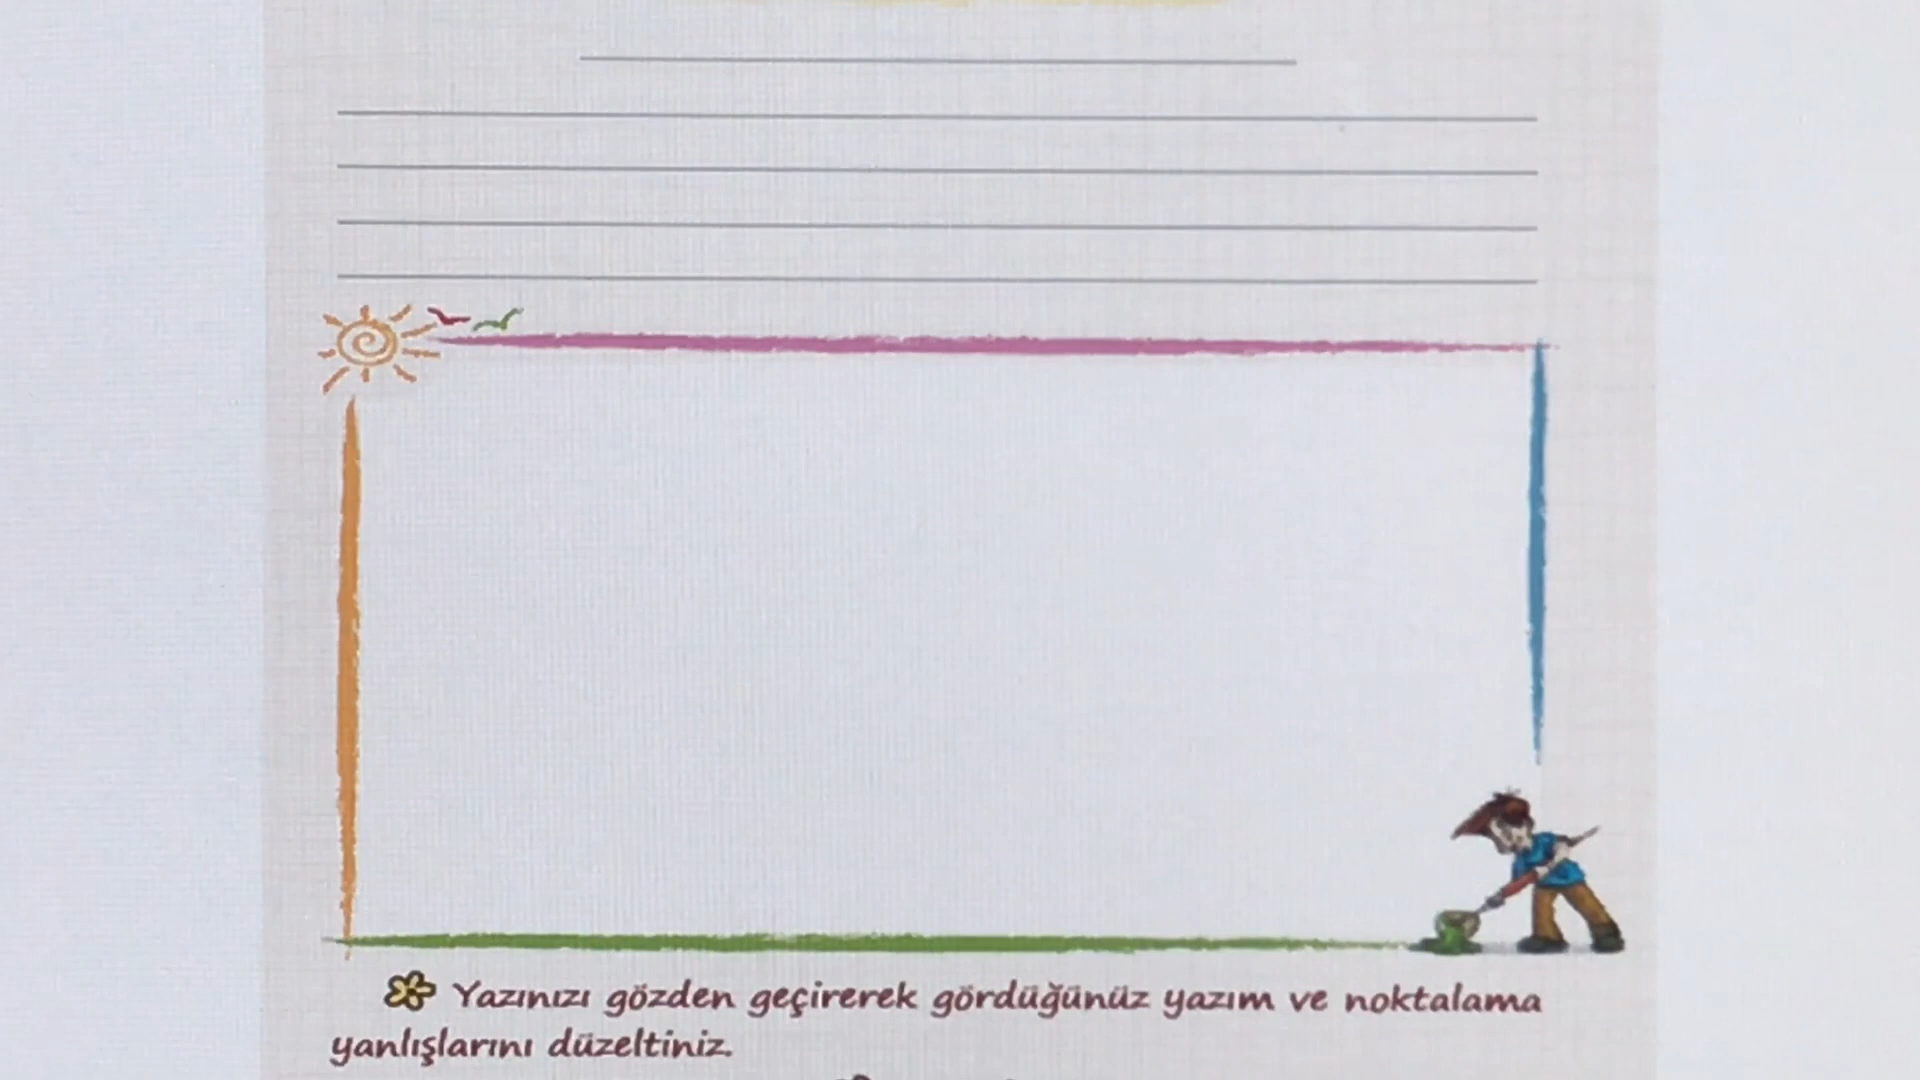 Yazınızı gözden geçirerek gördüğünüz yazım ve noktalama
yanlışlarını düzeltiniz.